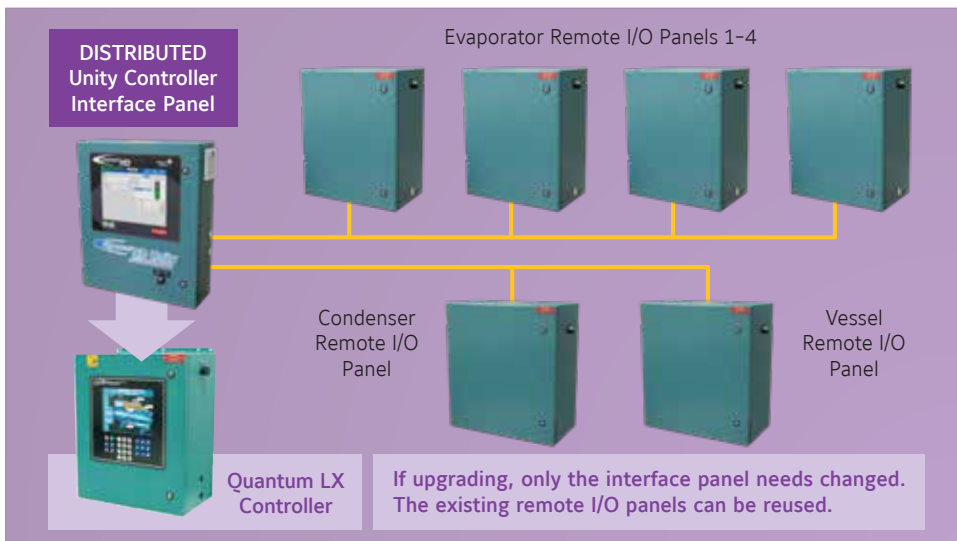 DISTRIBUTED
Unity Controller
Interface Panel
Evaporator Remote I/O Panels 1–4
Condenser
Remote I/O
Panel
Vessel
Remote I/O
Panel
Quantum LX
Controller
If upgrading, only the interface panel needs changed.
The existing remote I/O panels can be reused.